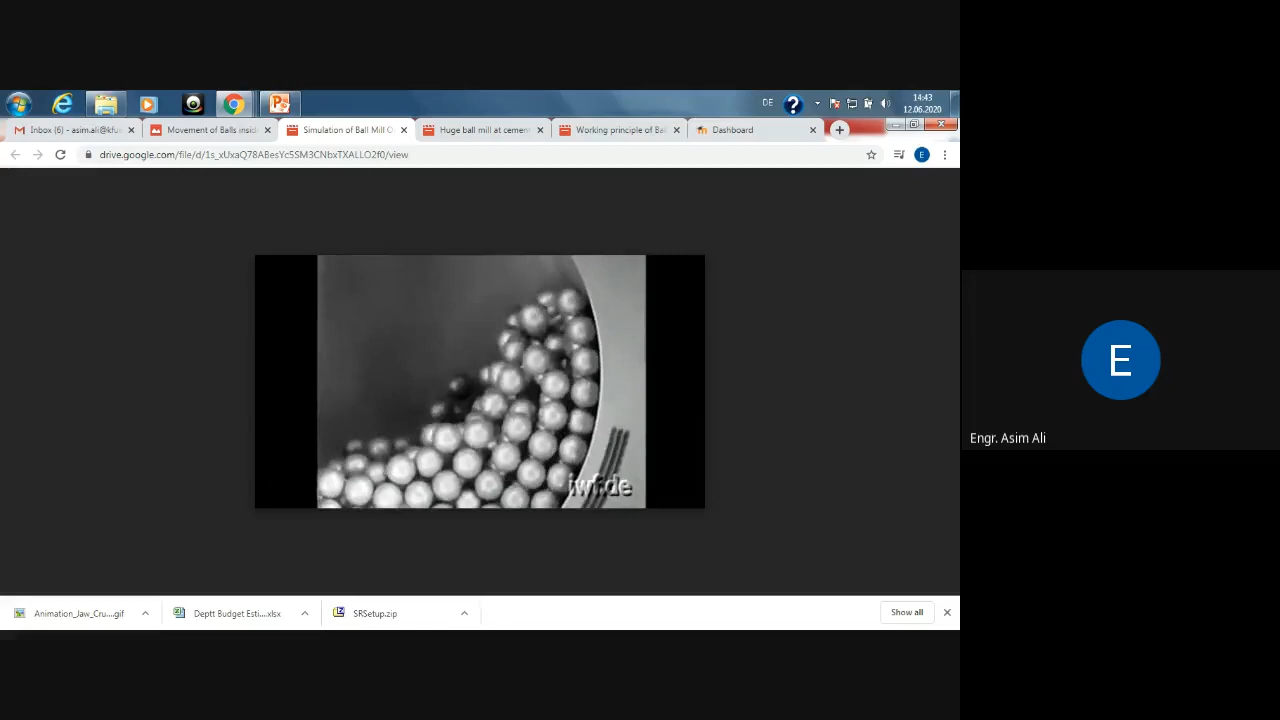 DE
14:43
12.06.2020
Inbox (6) - asim.ali@kfue
Movement of Balls insid
Simulation of Ball Mill O
Huge ball mill at cemen
Working principle of Bal
Dashboard
drive.google.com/file/d/1s_xUxaQ78ABesYc5SM3CNbxTXALLO2f0/view
E
iwf.de
E
Engr. Asim Ali
Animation_Jaw_Cru....gif
Deptt Budget Esti....xlsx
SRSetup.zip
Show all